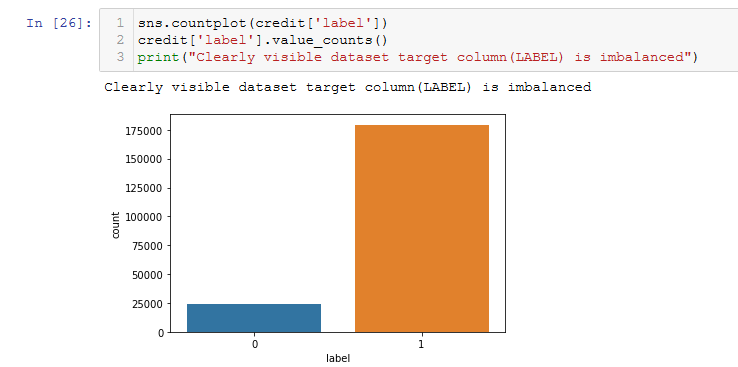 In [26]:
1 sns.countplot(credit['label'])
2 credit['label'].value_counts()
3 print("Clearly visible dataset target column(LABEL) is imbalanced")
Clearly visible dataset target column(LABEL) is imbalanced
175000
150000
125000
100000
75000
50000
25000
0
count
0 1
label